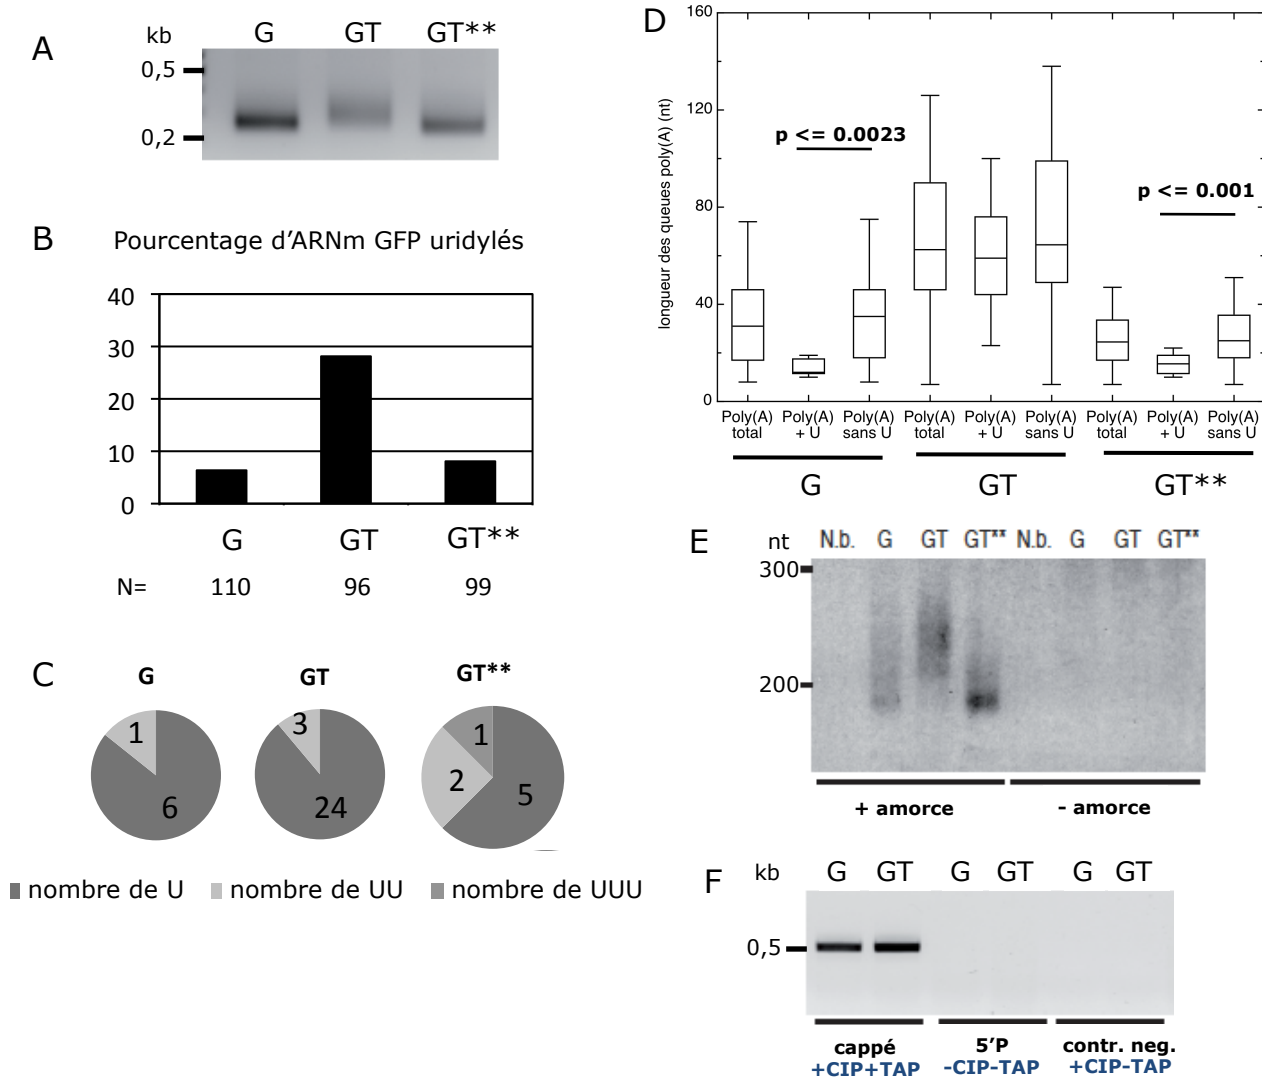 A
kb
G GT GT**
0,5
0,2
B
Pourcentage d'ARNm GFP uridylés
40
30
20
10
0
G GT GT**
N= 110 96 99
C
G GT GT**
1 3 1
2
6 24 5
nombre de U nombre de UU nombre de UUU
D
longueur des queues poly(A) (nt)
160
120
80
40
0
p <= 0.0023
p <= 0.001
Poly(A) Poly(A) Poly(A) Poly(A) Poly(A) Poly(A) Poly(A) Poly(A) Poly(A)
total + U sans U total + U sans U total + U sans U
G GT GT**
E
nt
N.b. G GT GT** N.b. G GT GT**
300
200
+ amorce - amorce
F
kb
G GT G GT G GT
0,5
cappé 5'P contr. neg.
+CIP+TAP -CIP-TAP +CIP-TAP